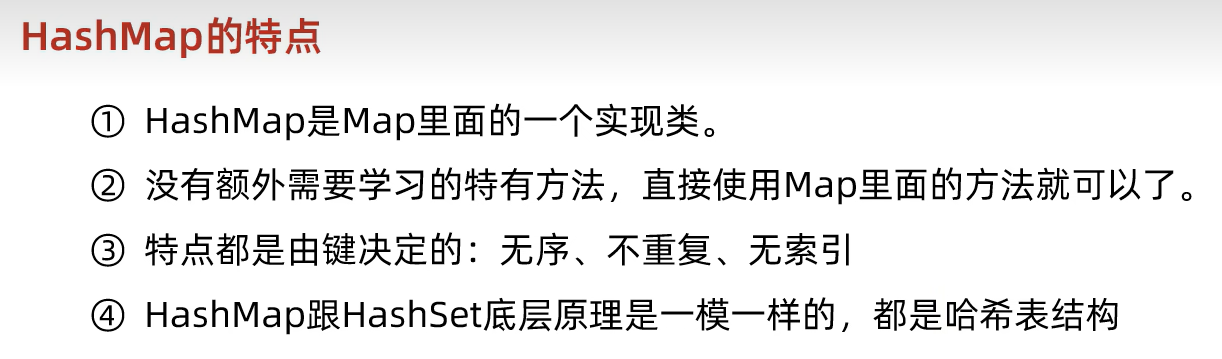 HashMap的特点
① HashMap是Map里面的一个实现类。
② 没有额外需要学习的特有方法，直接使用Map里面的方法就可以了。
③ 特点都是由键决定的：无序、不重复、无索引
④ HashMap跟HashSet底层原理是一模一样的，都是哈希表结构